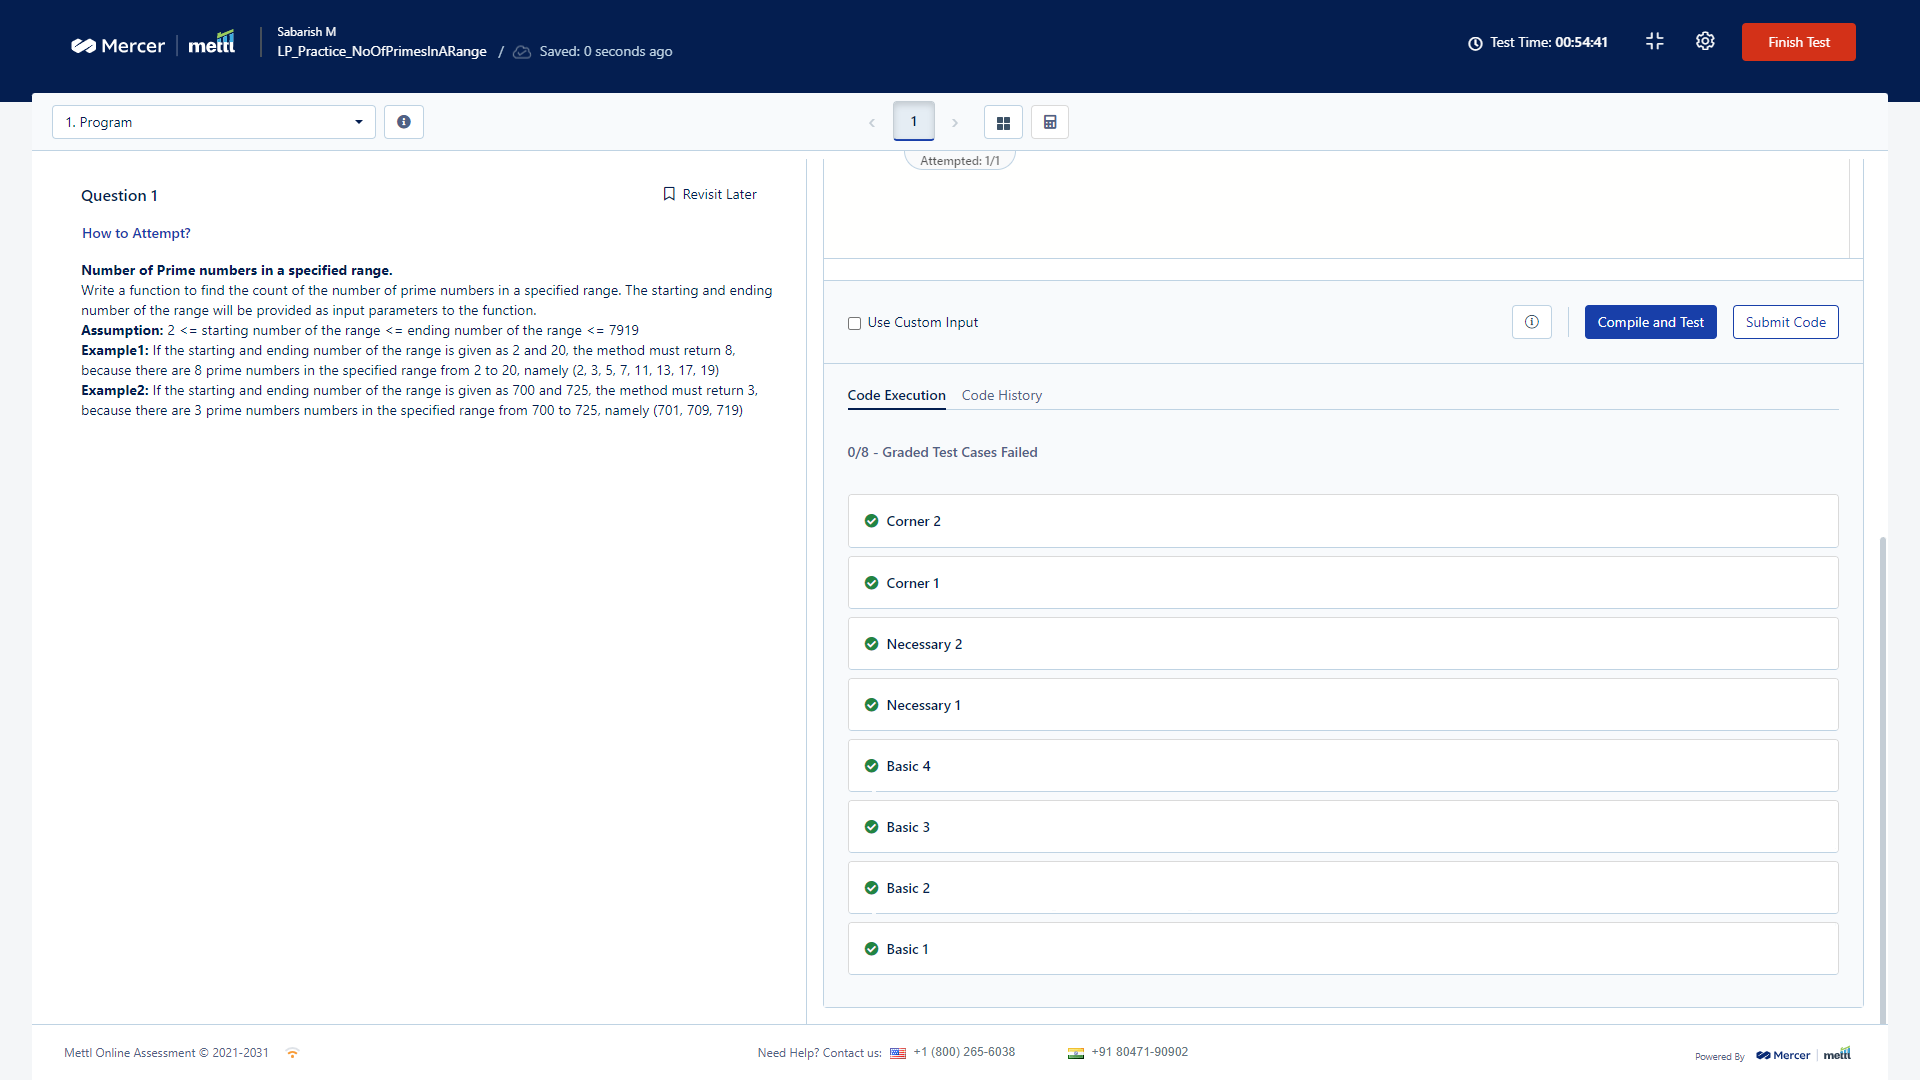 Mercer mettl
Sabarish M
LP_Practice_NoOfPrimesInARange / Saved: 0 seconds ago
Test Time: 00:54:41
Finish Test
1. Program
1
Attempted: 1/1
Question 1
Revisit Later
How to Attempt?
Number of Prime numbers in a specified range.
Write a function to find the count of the number of prime numbers in a specified range. The starting and ending
number of the range will be provided as input parameters to the function.
Assumption: 2 <= starting number of the range <= ending number of the range <= 7919
Example1: If the starting and ending number of the range is given as 2 and 20, the method must return 8,
because there are 8 prime numbers in the specified range from 2 to 20, namely (2, 3, 5, 7, 11, 13, 17, 19)
Example2: If the starting and ending number of the range is given as 700 and 725, the method must return 3,
because there are 3 prime numbers numbers in the specified range from 700 to 725, namely (701, 709, 719)
Use Custom Input
Compile and Test
Submit Code
Code Execution
Code History
0/8 - Graded Test Cases Failed
Corner 2
Corner 1
Necessary 2
Necessary 1
Basic 4
Basic 3
Basic 2
Basic 1
Mettl Online Assessment © 2021-2031
Need Help? Contact us: +1 (800) 265-6038
+91 80471-90902
Powered By Mercer mettl